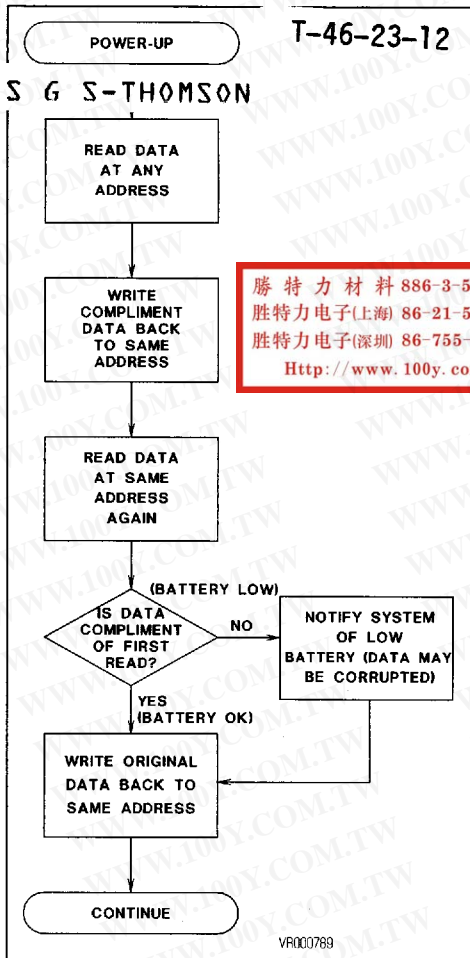 POWER-UP
T-46-23-12
S G S-THOMSON
READ DATA
AT ANY
ADDRESS
WRITE
COMPLIMENT
DATA BACK
TO SAME
ADDRESS
勝 特 力 材 料 886-3-5
胜特力电子(上海) 86-21-5
胜特力电子(深圳) 86-755-
Http://www.100y.co
READ DATA
AT SAME
ADDRESS
AGAIN
(BATTERY LOW)
IS DATA
COMPLIMENT
OF FIRST
READ?
NO
NOTIFY SYSTEM
OF LOW
BATTERY (DATA MAY
BE CORRUPTED)
YES
(BATTERY OK)
WRITE ORIGINAL
DATA BACK TO
SAME ADDRESS
CONTINUE
VR000789
WWW.100Y.COM.TW